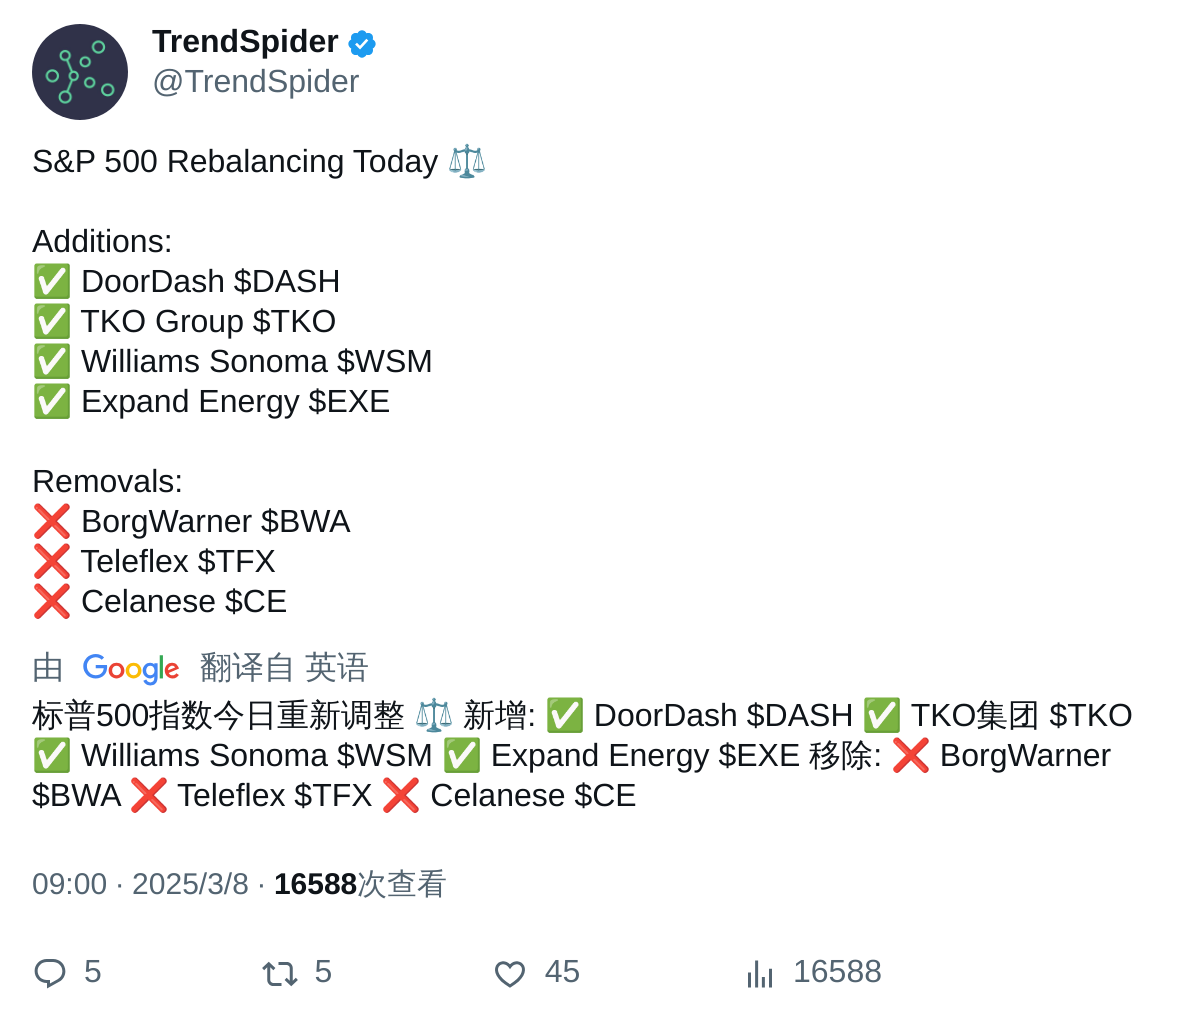 TrendSpider
@TrendSpider
S&P 500 Rebalancing Today ⚖️
Additions:
✅ DoorDash $DASH
✅ TKO Group $TKO
✅ Williams Sonoma $WSM
✅ Expand Energy $EXE
Removals:
❌ BorgWarner $BWA
❌ Teleflex $TFX
❌ Celanese $CE
由 Google 翻译自 英语
标普500指数今日重新调整 ⚖️ 新增: ✅ DoorDash $DASH ✅ TKO集团 $TKO
✅ Williams Sonoma $WSM ✅ Expand Energy $EXE 移除: ❌ BorgWarner
$BWA ❌ Teleflex $TFX ❌ Celanese $CE
09:00 · 2025/3/8 · 16588次查看
5 5 45 16588